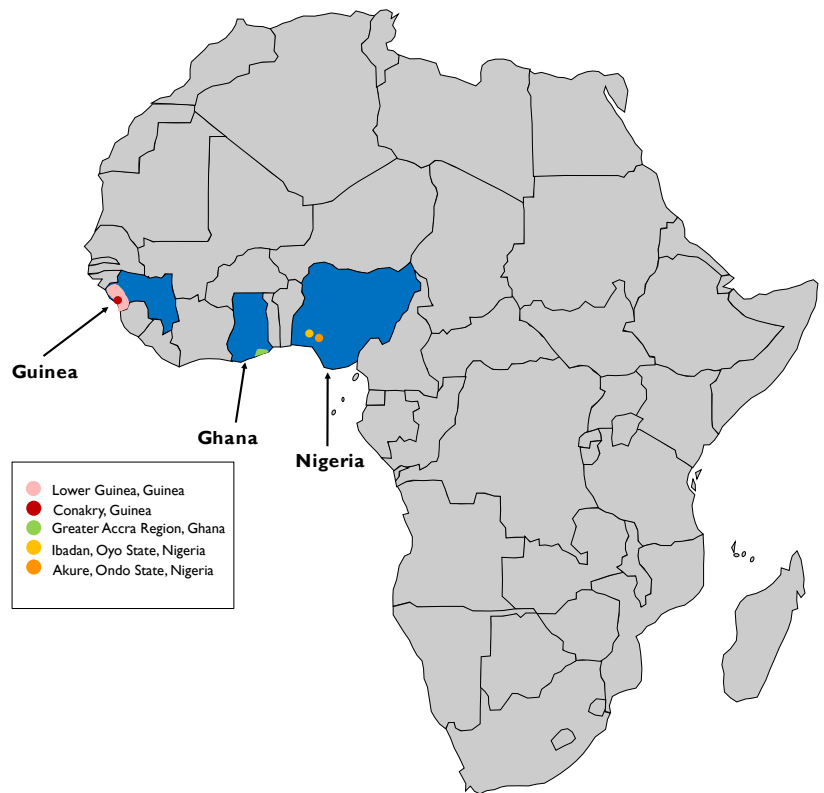 Guinea
Ghana
Nigeria
Lower Guinea, Guinea
Conakry, Guinea
Greater Accra Region, Ghana
Ibadan, Oyo State, Nigeria
Akure, Ondo State, Nigeria